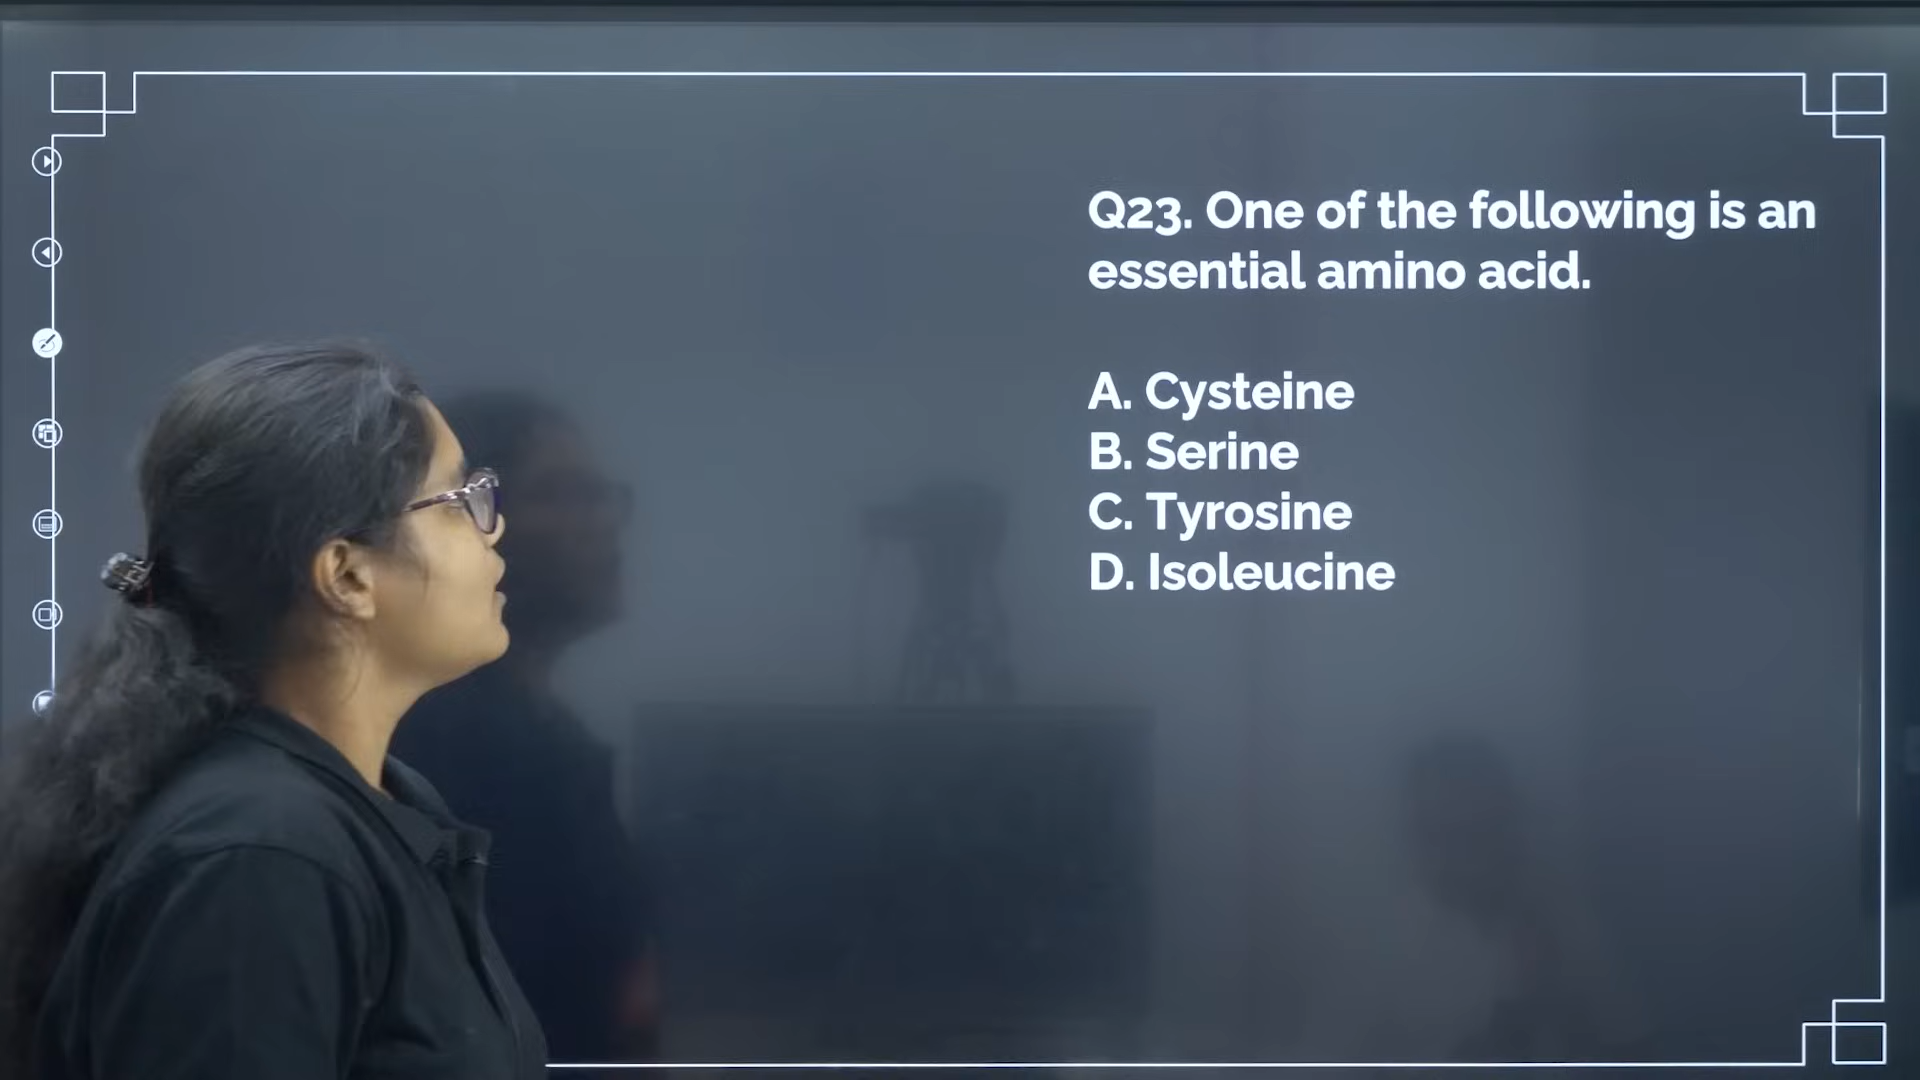 Q23. One of the following is an
essential amino acid.
A. Cysteine
B. Serine
C. Tyrosine
D. Isoleucine